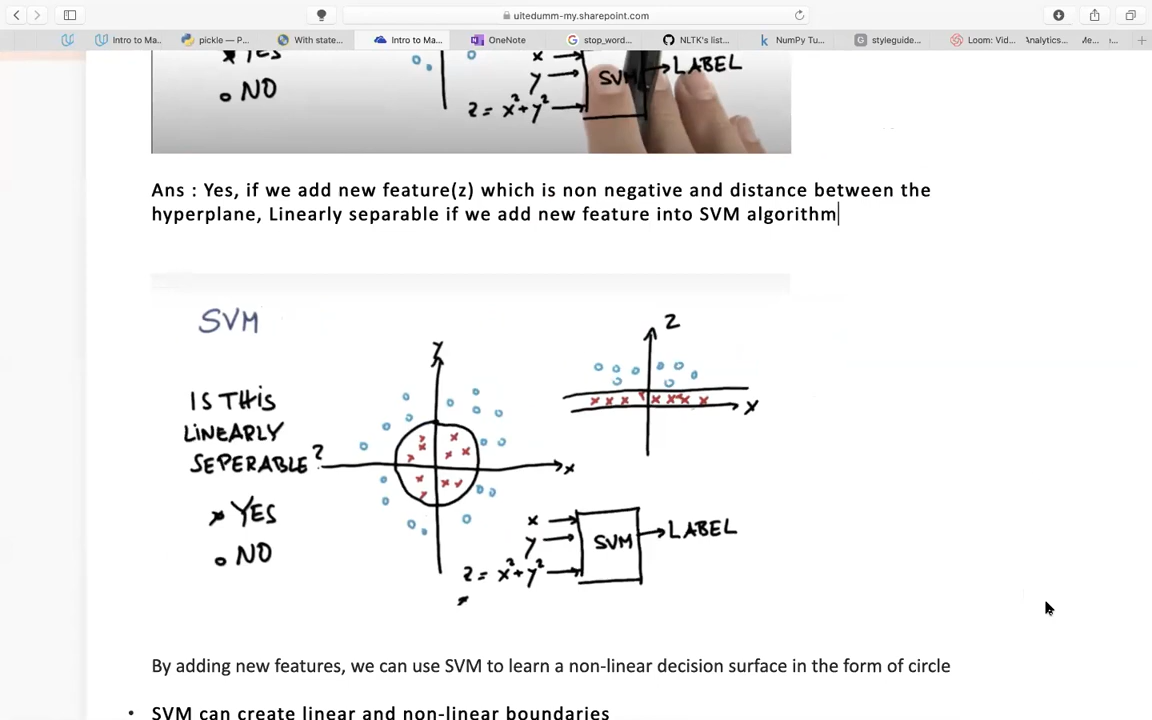 uitedumm-my.sharepoint.com
Intro to Ma...
pickle — P...
With state...
Intro to Ma...
OneNote
stop_word...
NLTK's list...
NumPy Tu...
styleguide...
Loom: Vid...
Analytics...
YES
NO
x
y
z = x²+y²
SVM
LABEL
Ans : Yes, if we add new feature(z) which is non negative and distance between the
hyperplane, Linearly separable if we add new feature into SVM algorithm
SVM
IS THIS
LINEARLY
SEPERABLE?
YES
NO
y
x
z
x
x
y
z = x²+y²
SVM
LABEL
By adding new features, we can use SVM to learn a non-linear decision surface in the form of circle
• SVM can create linear and non-linear boundaries